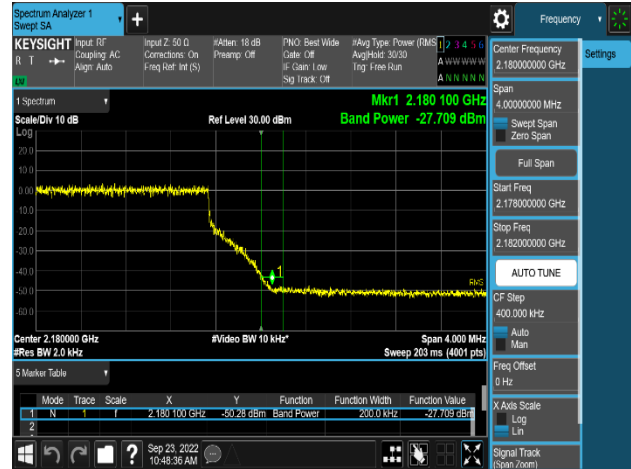 Spectrum Analyzer 1
Swept SA
+
Frequency
KEYSIGHT
R T
LNI
Input: RF
Coupling: AC
Align: Auto
Input Z: 50 Ω
Corrections: On
Freq Ref: Int (S)
#Atten: 18 dB
Preamp: Off
PNO: Best Wide
Gate: Off
IF Gain: Low
Sig Track: Off
#Avg Type: Power (RMS
Avg|Hold: 30/30
Trig: Free Run
1 2 3 4 5 6
A W W W W W
A N N N N N
1 Spectrum
Scale/Div 10 dB
Ref Level 30.00 dBm
Mkr1 2.180 100 GHz
Band Power -27.709 dBm
Log
20.0
10.0
0.00
-10.0
-20.0
-30.0
-40.0
-50.0
-60.0
1
RMS
Center 2.180000 GHz
#Res BW 2.0 kHz
#Video BW 10 kHz*
Span 4.000 MHz
Sweep 203 ms (4001 pts)
5 Marker Table
Mode Trace Scale X Y Function Function Width Function Value
1 N 1 f 2.180 100 GHz -50.28 dBm Band Power 200.0 kHz -27.709 dBm
2
?
Sep 23, 2022
10:48:36 AM
Center Frequency
2.180000000 GHz
Settings
Span
4.00000000 MHz
Swept Span
Zero Span
Full Span
Start Freq
2.178000000 GHz
Stop Freq
2.182000000 GHz
AUTO TUNE
CF Step
400.000 kHz
Auto
Man
Freq Offset
0 Hz
X Axis Scale
Log
Lin
Signal Track
(Span Zoom)